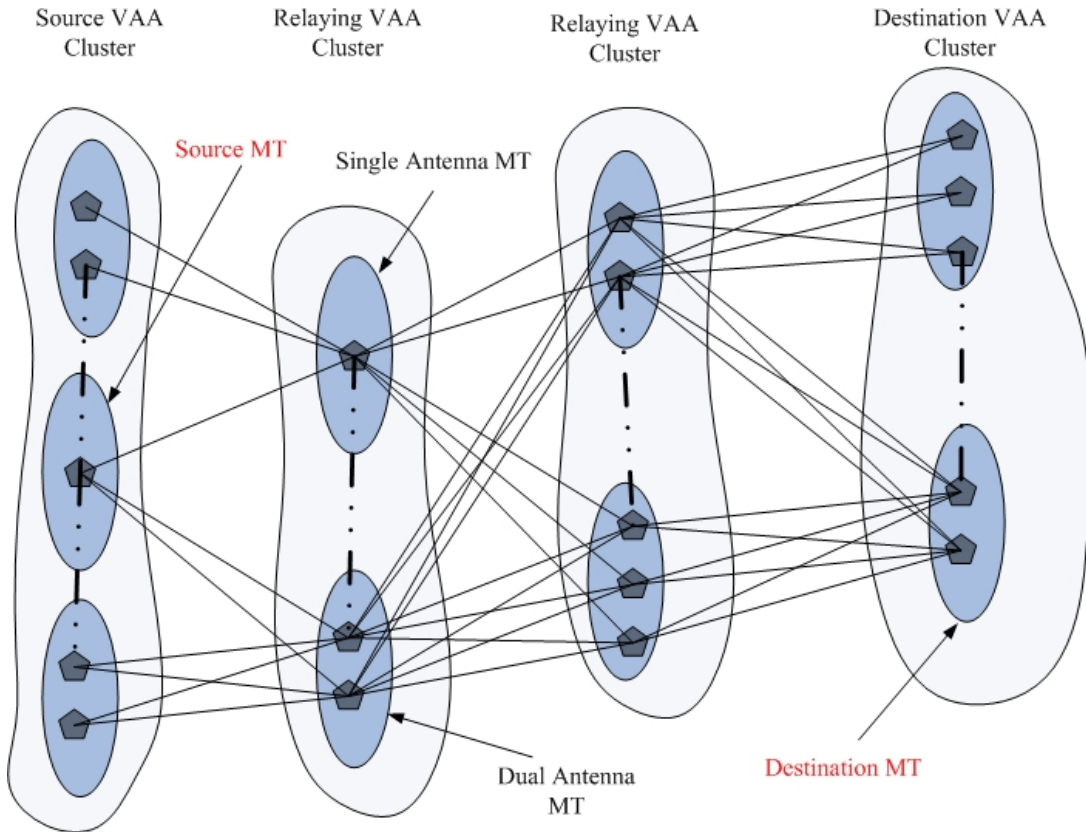 Source VAA
Cluster
Relaying VAA
Cluster
Relaying VAA
Cluster
Destination VAA
Cluster
Source MT
Single Antenna MT
Dual Antenna
MT
Destination MT